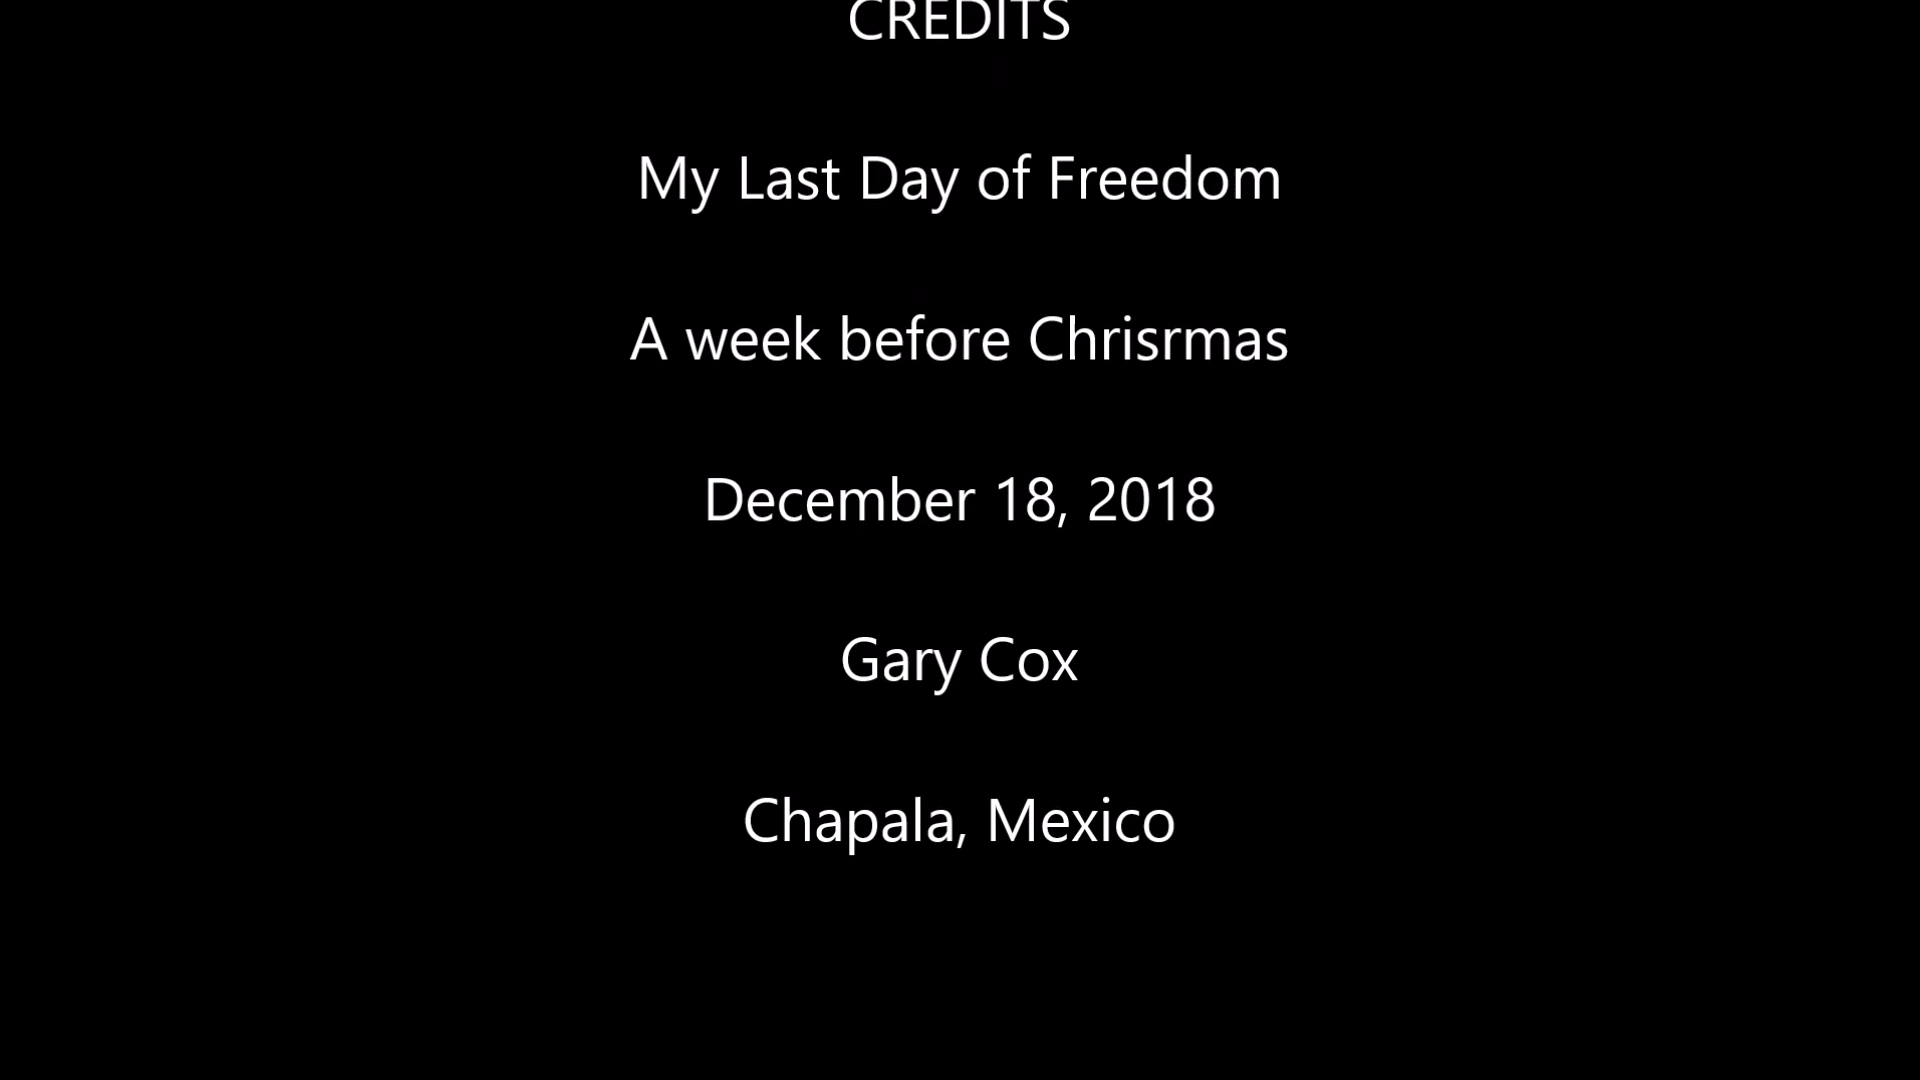 CREDITS
My Last Day of Freedom
A week before Chrisrmas
December 18, 2018
Gary Cox
Chapala, Mexico